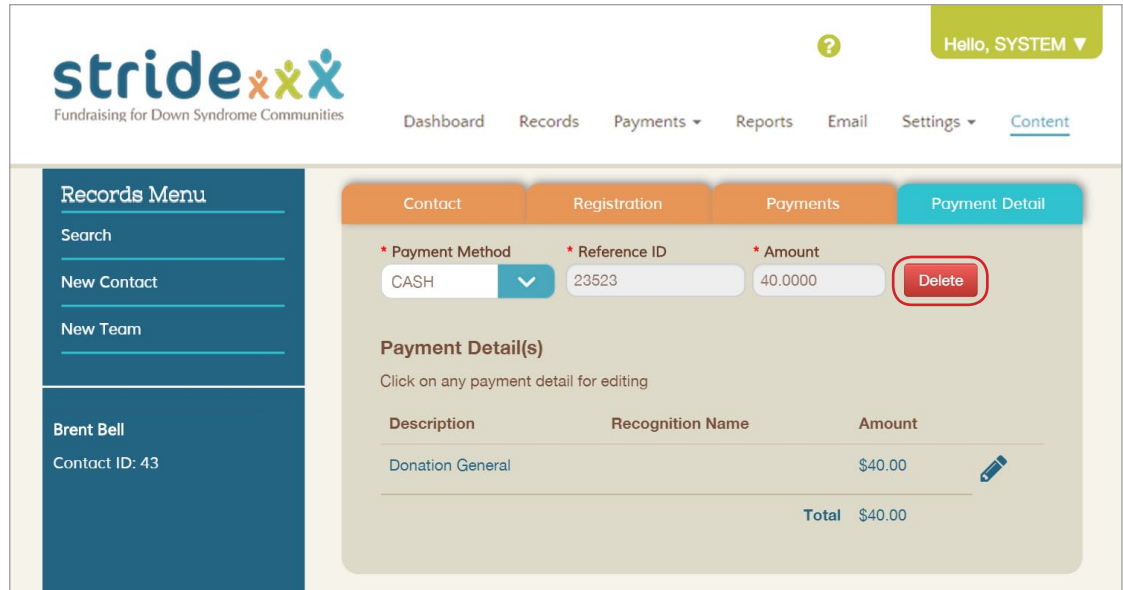 Hello, SYSTEM ▼
?
stride
Fundraising for Down Syndrome Communities
Dashboard Records Payments Reports Email Settings Content
Records Menu
Search
New Contact
New Team
Brent Bell
Contact ID: 43
Contact Registration Payments Payment Detail
* Payment Method * Reference ID * Amount
CASH 23523 40.0000 Delete
Payment Detail(s)
Click on any payment detail for editing
Description Recognition Name Amount
Donation General $40.00
Total $40.00